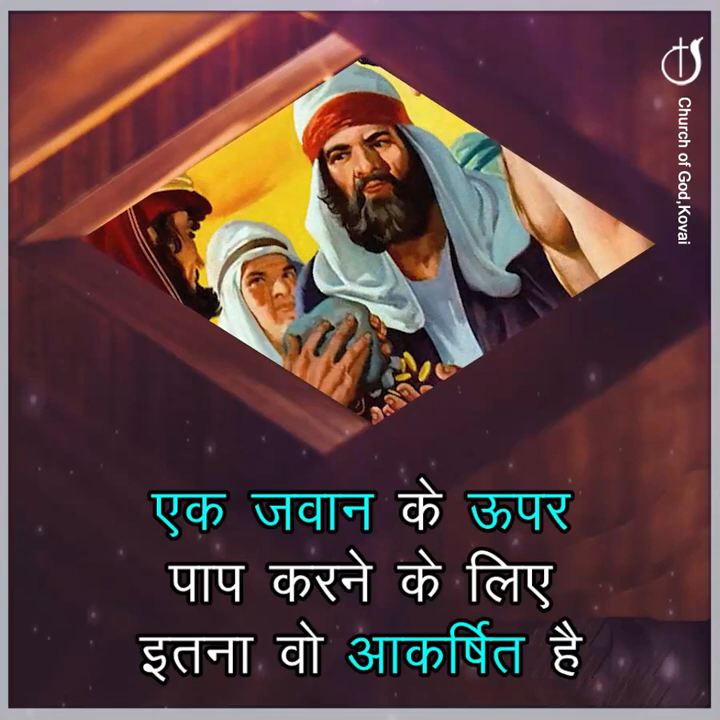 Church of God,Kovai
एक जवान के ऊपर
पाप करने के लिए
इतना वो आकर्षित है